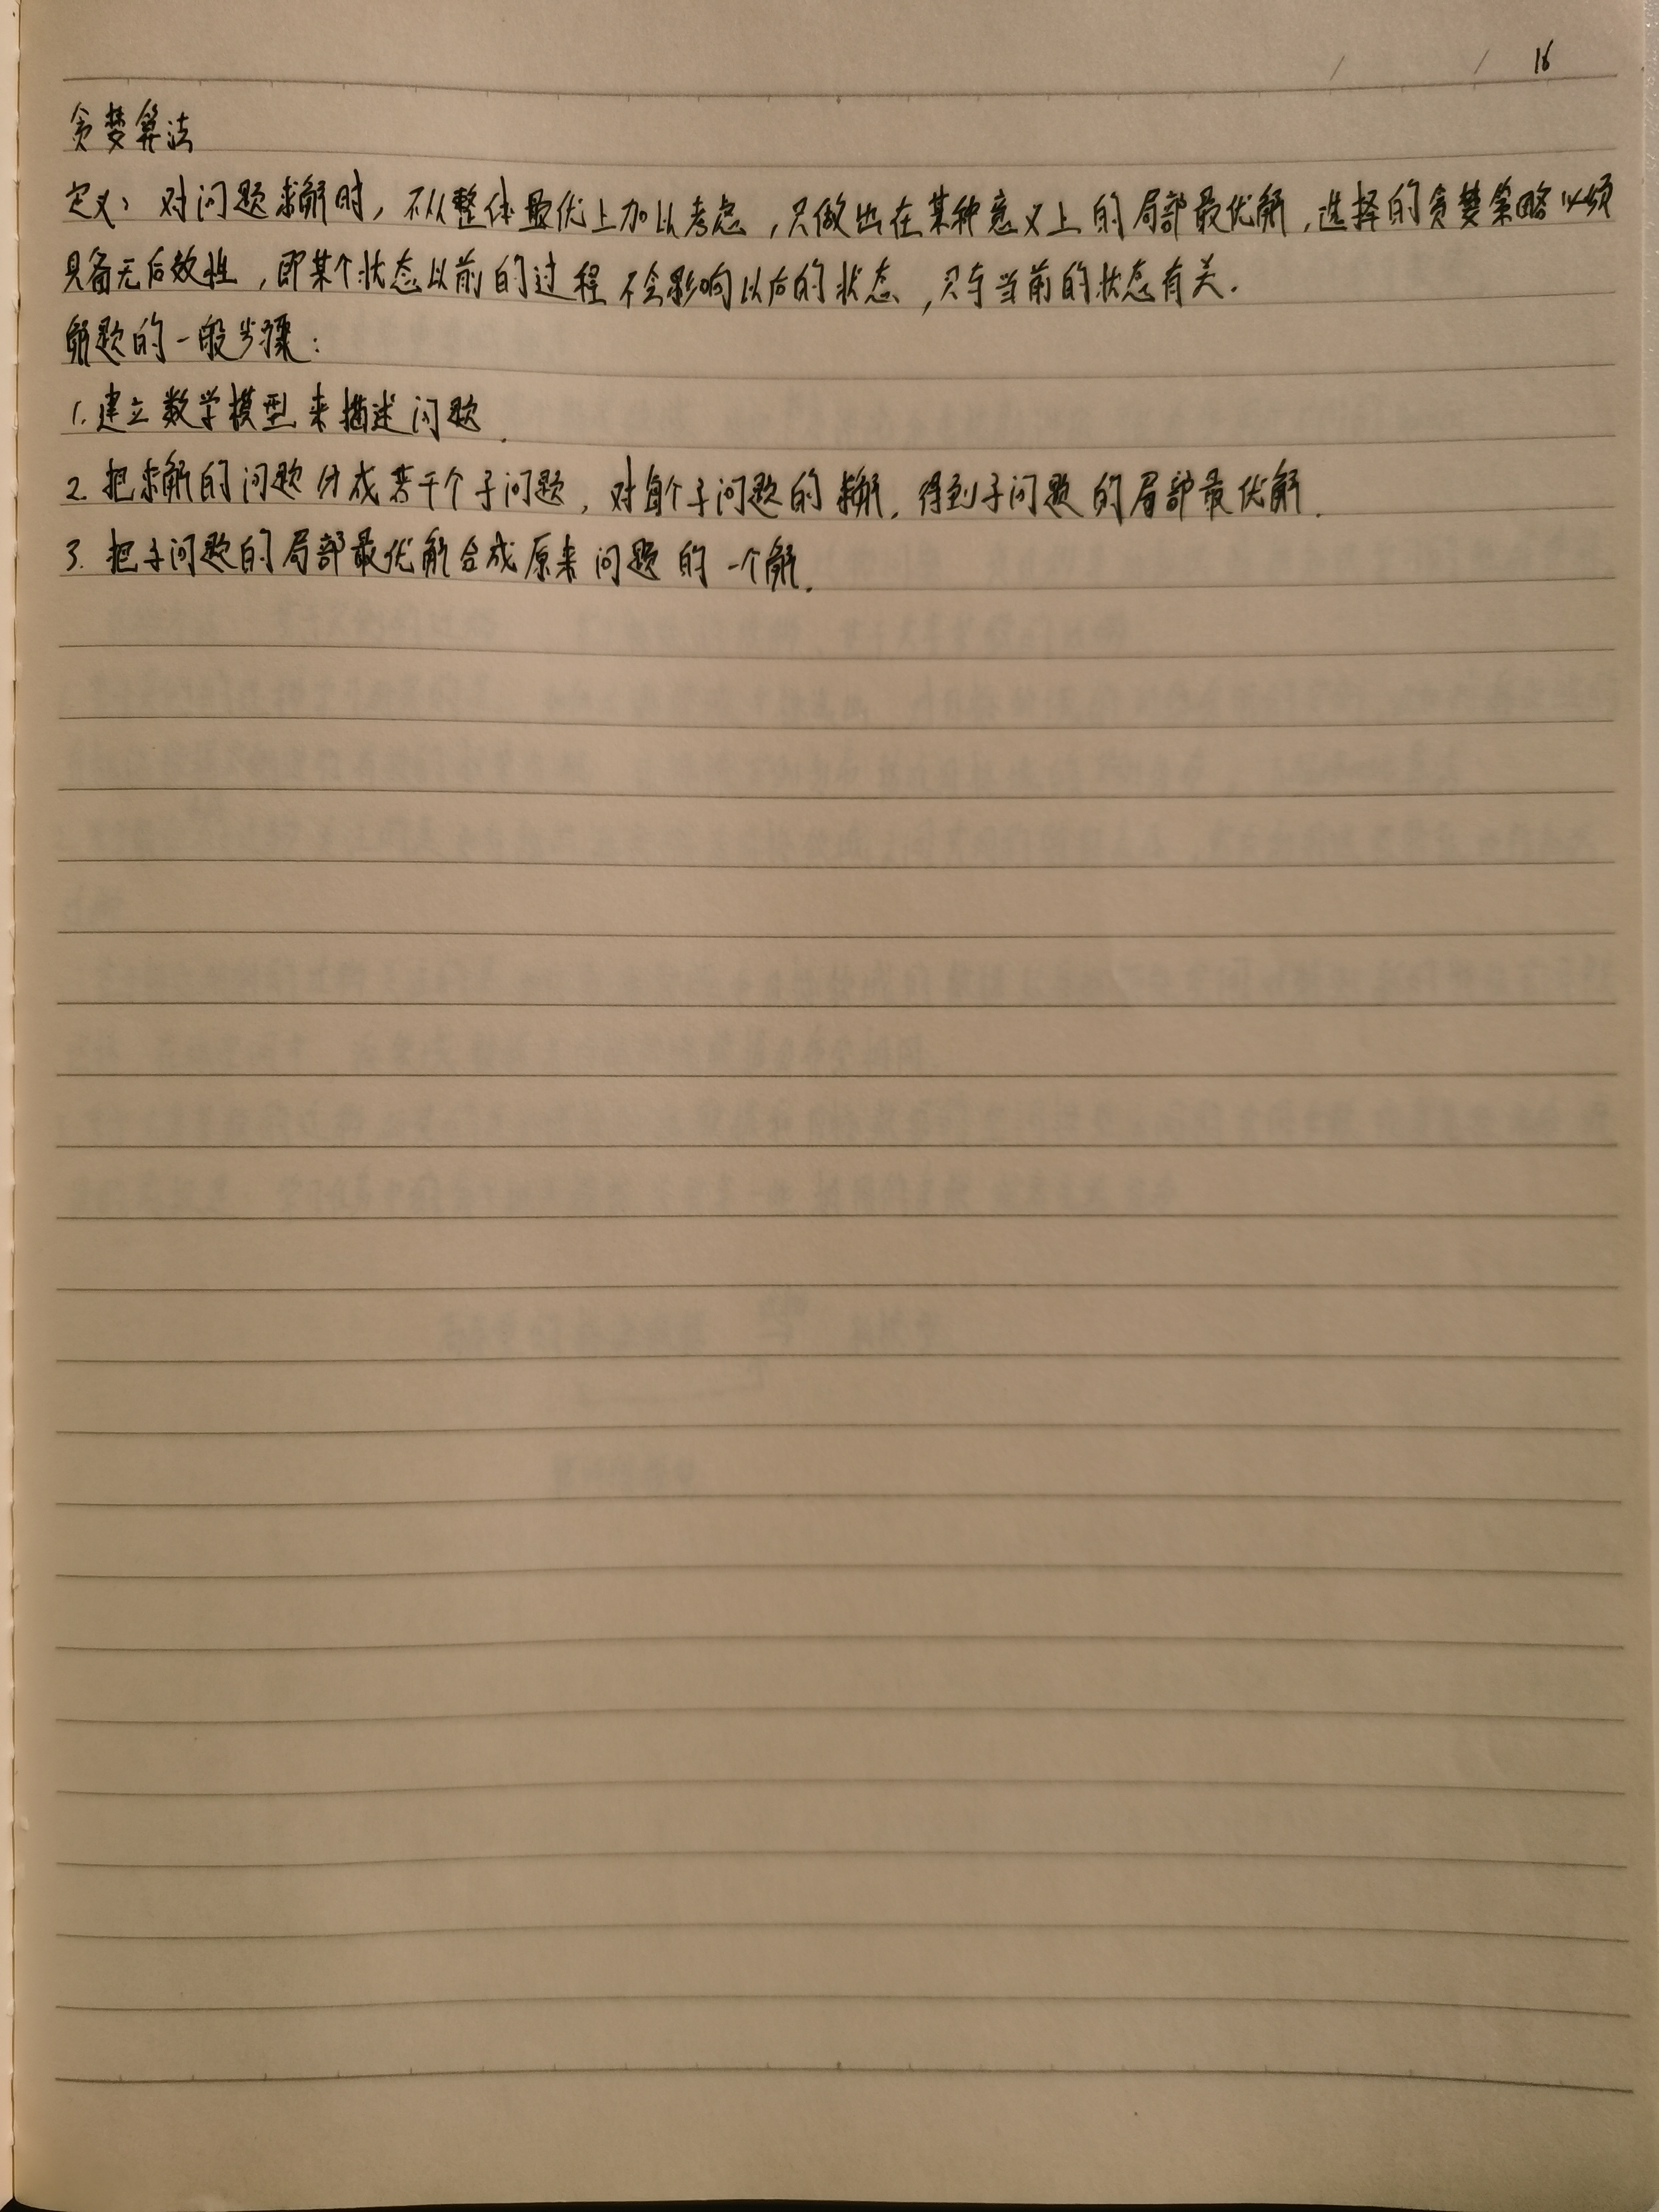 16
贪婪算法
定义：对问题求解时，不从整体最优上加以考虑，只做出在某种意义上的局部最优解，选择的贪婪策略必须
具备无后效性，即某个状态以前的过程不会影响以后的状态，只与当前的状态有关.
解题的一般步骤：
1.建立数学模型来描述问题.
2.把求解的问题分成若干个子问题，对每个子问题的求解，得到子问题的局部最优解.
3.把子问题的局部最优解合成原来问题的一个解.